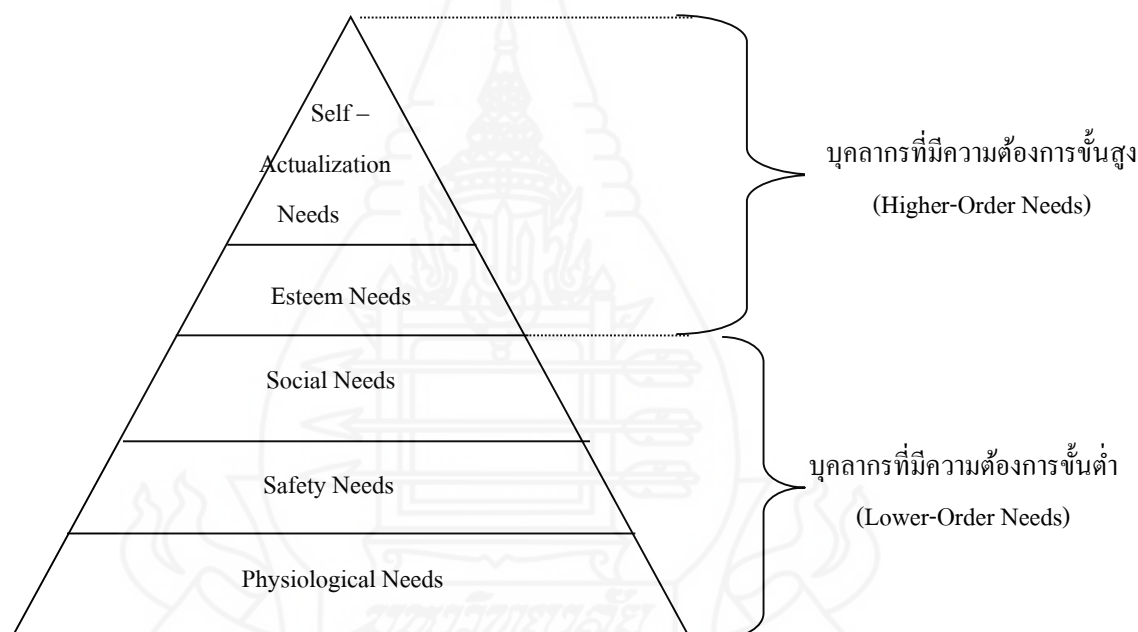 Self –
Actualization
Needs
Esteem Needs
Social Needs
Safety Needs
Physiological Needs
บุคลากรที่มีความต้องการขั้นสูง
(Higher-Order Needs)
บุคลากรที่มีความต้องการขั้นต่ำ
(Lower-Order Needs)